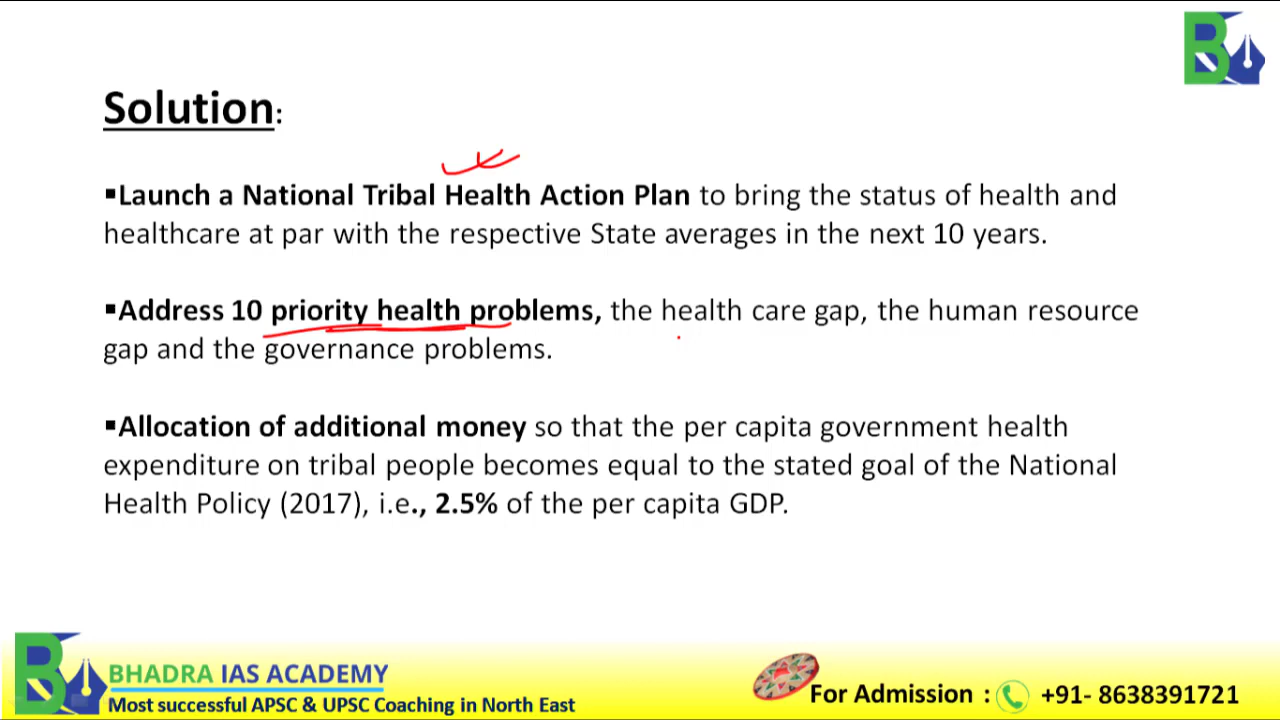 Solution:
▪Launch a National Tribal Health Action Plan to bring the status of health and
healthcare at par with the respective State averages in the next 10 years.
▪Address 10 priority health problems, the health care gap, the human resource
gap and the governance problems.
▪Allocation of additional money so that the per capita government health
expenditure on tribal people becomes equal to the stated goal of the National
Health Policy (2017), i.e., 2.5% of the per capita GDP.
BHADRA IAS ACADEMY
Most successful APSC & UPSC Coaching in North East
For Admission : +91- 8638391721